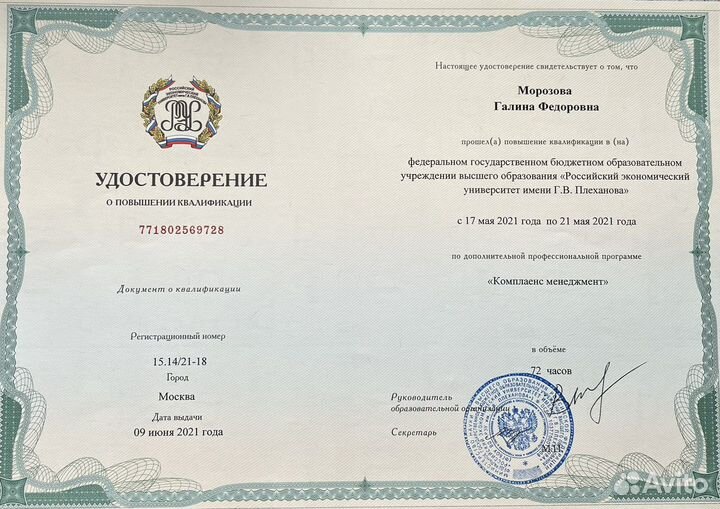 УДОСТОВЕРЕНИЕ
О ПОВЫШЕНИИ КВАЛИФИКАЦИИ
771802569728
Документ о квалификации
Регистрационный номер
15.14/21-18
Город
Москва
Дата выдачи
09 июня 2021 года
Настоящее удостоверение свидетельствует о том, что
Морозова
Галина Федоровна
прошел(а) повышение квалификации в (на)
федеральном государственном бюджетном образовательном
учреждении высшего образования «Российский экономический
университет имени Г.В. Плеханова»
с 17 мая 2021 года по 21 мая 2021 года
по дополнительной профессиональной программе
«Комплаенс менеджмент»
в объёме
72 часов
Руководитель
образовательной организации
Секретарь
М.П.
Avito